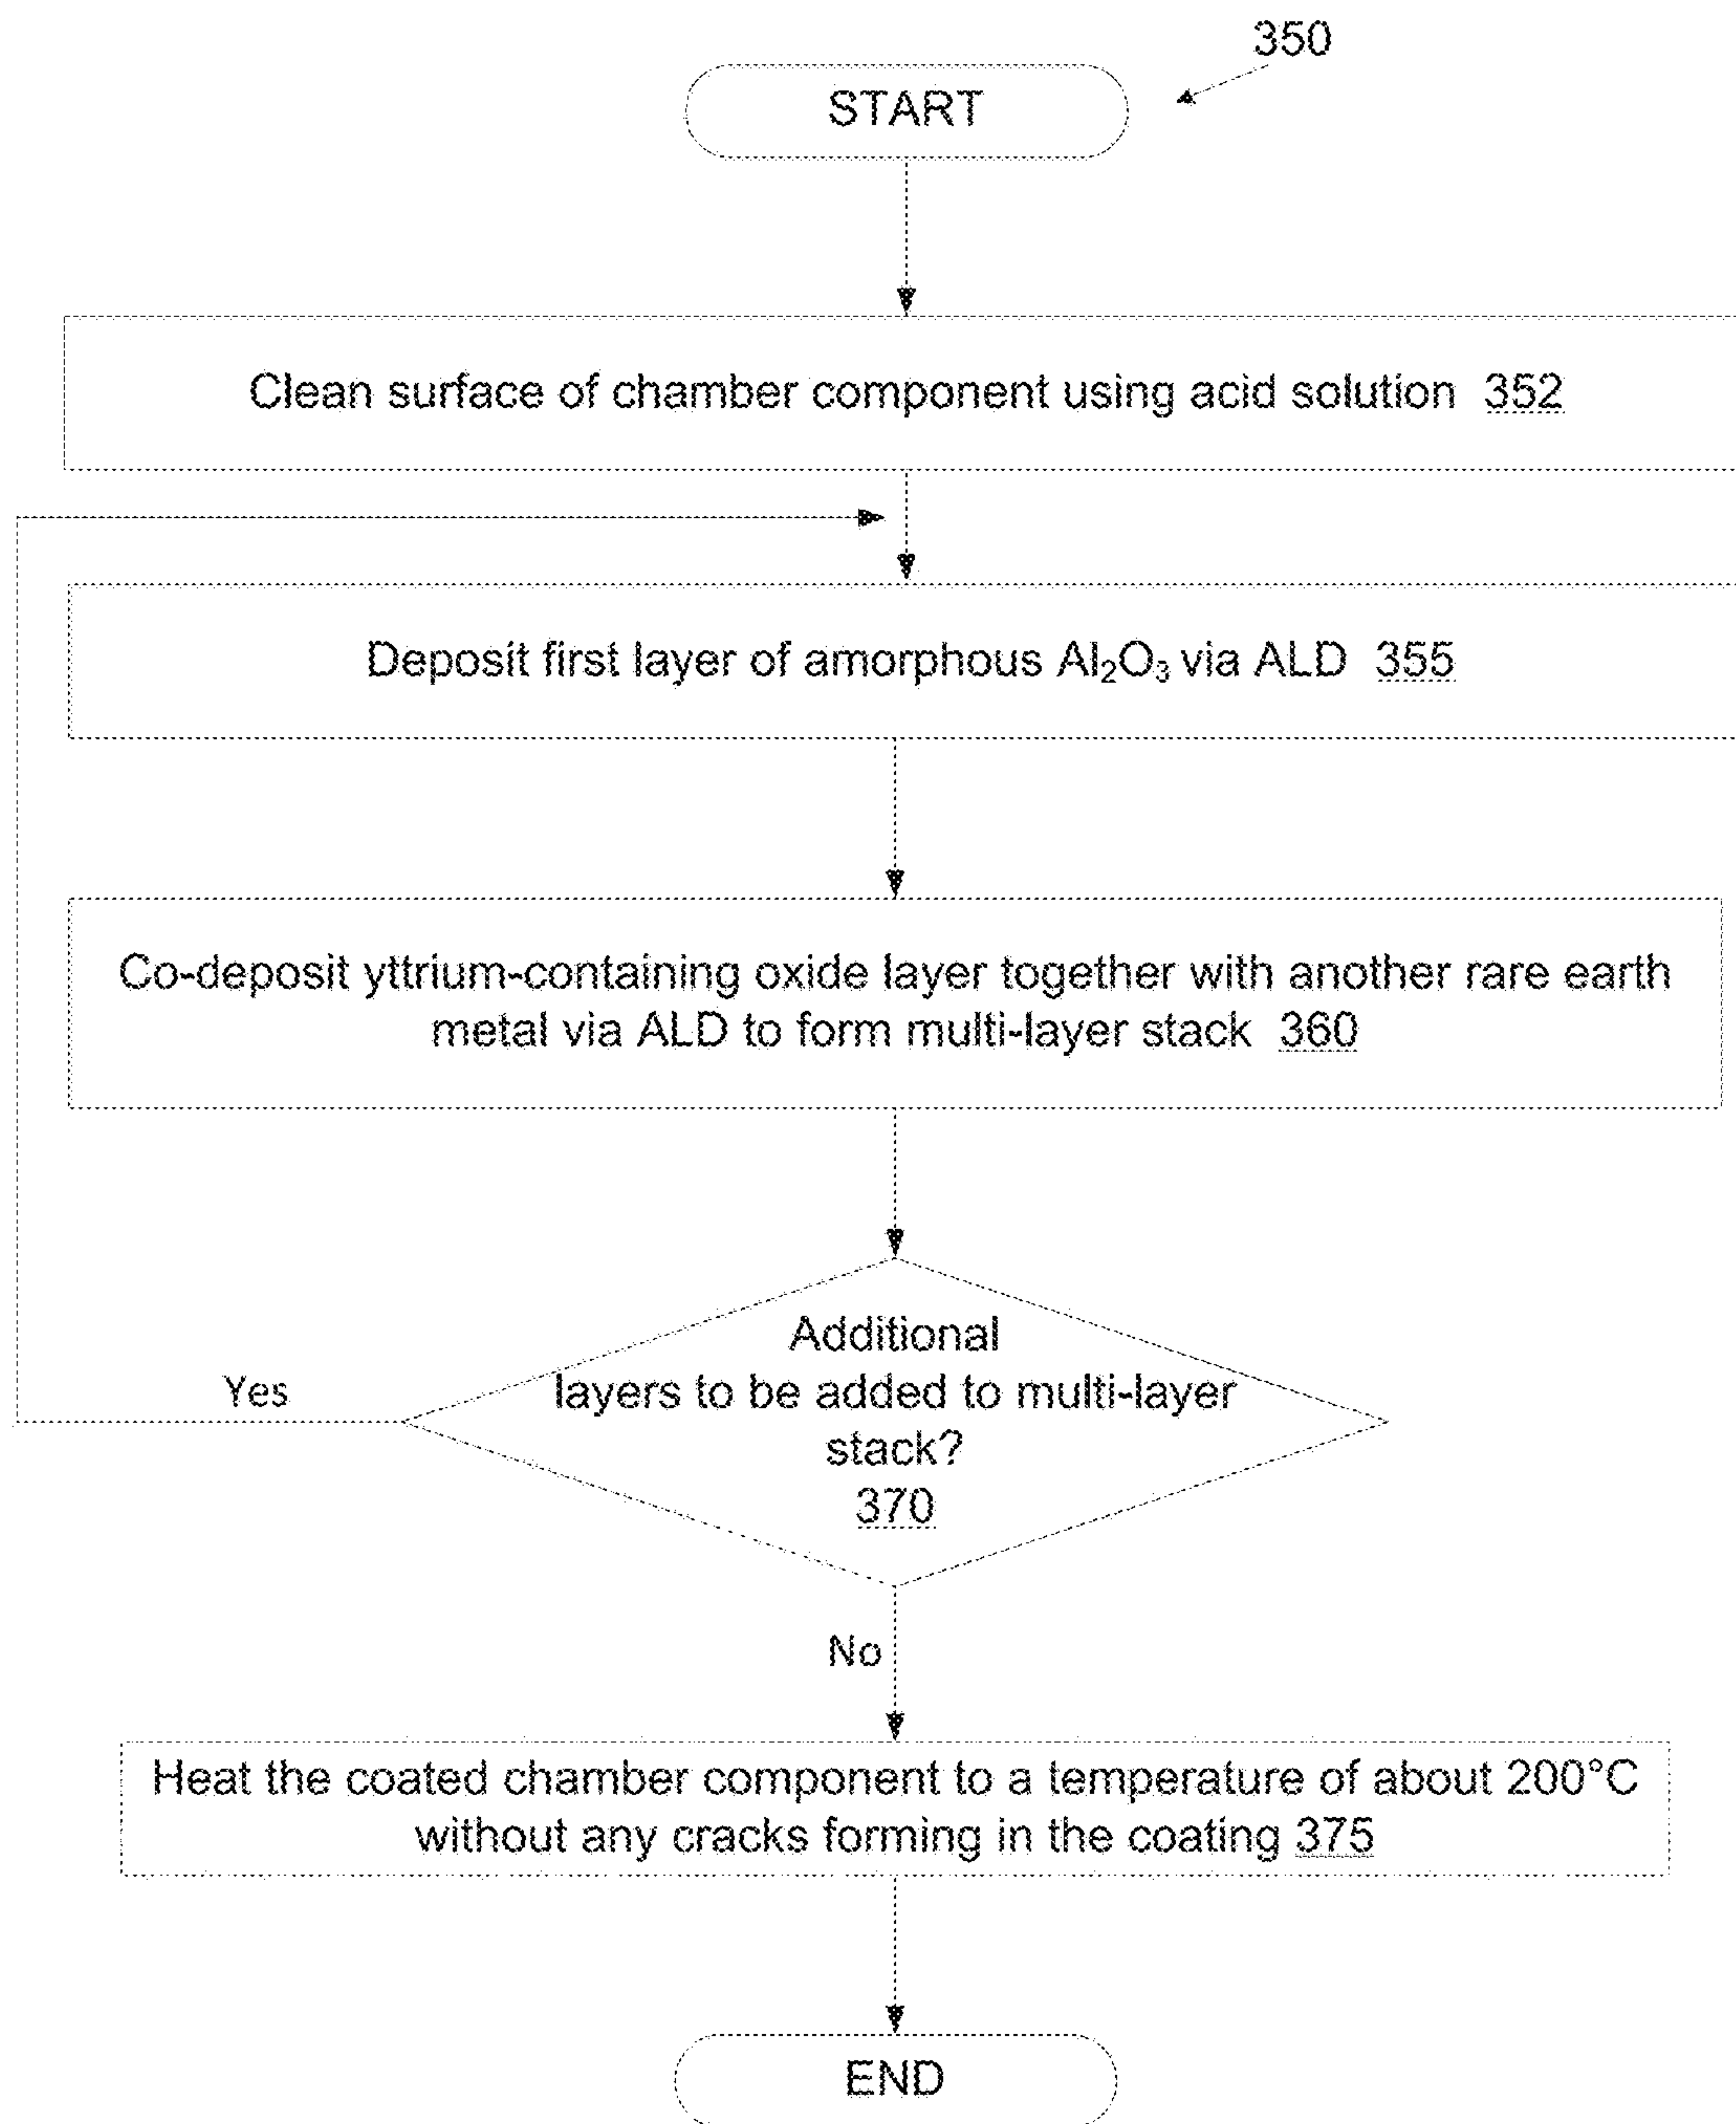 350
START
Clean surface of chamber component using acid solution 352
Deposit first layer of amorphous Al₂O₃ via ALD 355
Co-deposit yttrium-containing oxide layer together with another rare earth
metal via ALD to form multi-layer stack 360
Additional
layers to be added to multi-layer
stack?
370
Yes
No
Heat the coated chamber component to a temperature of about 200°C
without any cracks forming in the coating 375
END